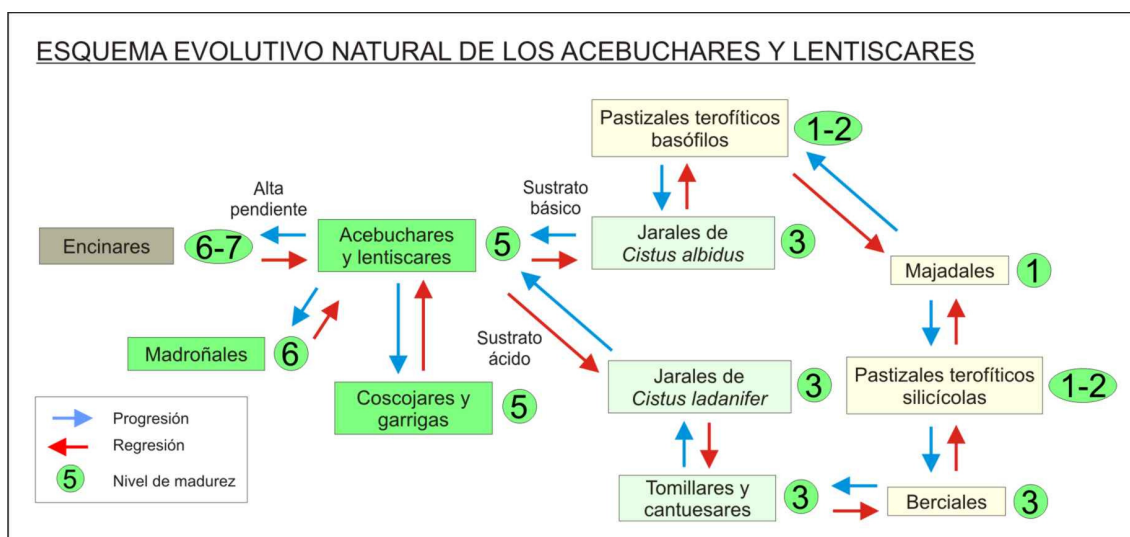 ESQUEMA EVOLUTIVO NATURAL DE LOS ACEBUCHARES Y LENTISCARES
Pastizales terofíticos
basófilos
1-2
Alta
pendiente
Sustrato
básico
Encinares
6-7
Acebuchares
y lentiscares
5
Jarales de
Cistus albidus
3
Majadales
1
Madroñales
6
Sustrato
ácido
Coscojares y
garrigas
5
Jarales de
Cistus ladanifer
3
Pastizales terofíticos
silicícolas
1-2
Tomillares y
cantuesares
3
Berciales
3
Progresión
Regresión
5
Nivel de madurez